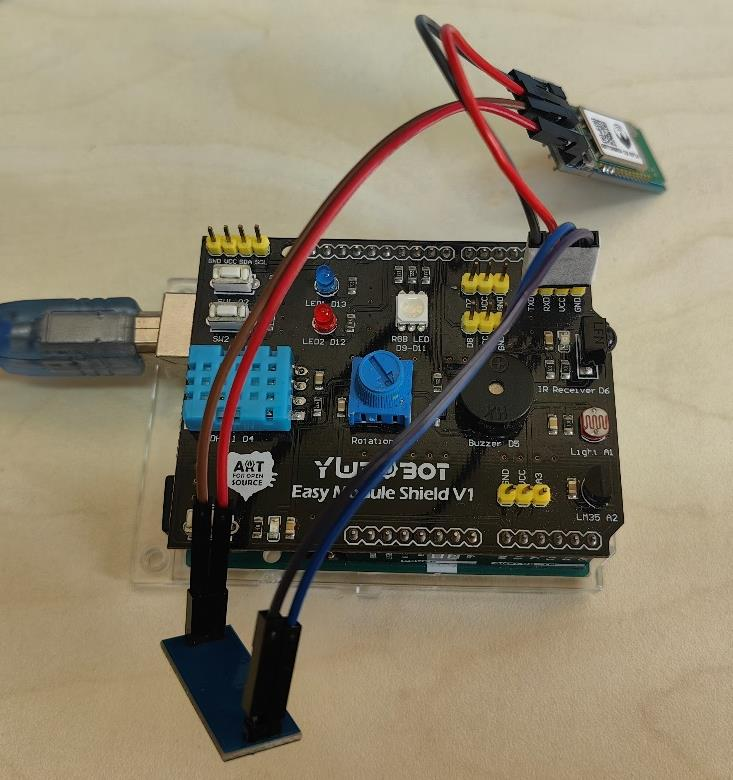 GND VCC SDA SCL
LED1 D13
SW2
LED2 D12
RGB LED
D9-D11
D7
D8
TXD
RXD
VCC
GND
IR Receiver D6
D4
Rotation
Buzzer D5
Light A1
ART
FOR OPEN
SOURCE
YWROBOT
Easy Module Shield V1
GND
VCC
A3
LM35 A2